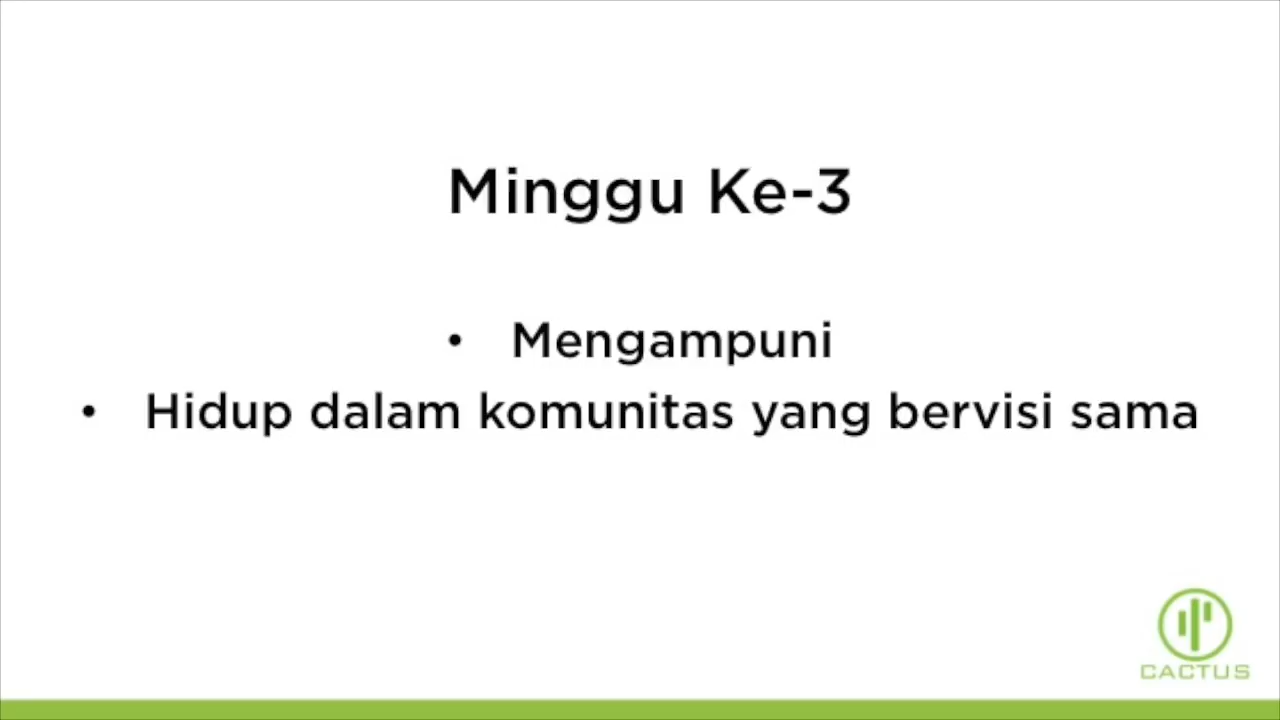 Minggu Ke-3
• Mengampuni
• Hidup dalam komunitas yang bervisi sama
CACTUS